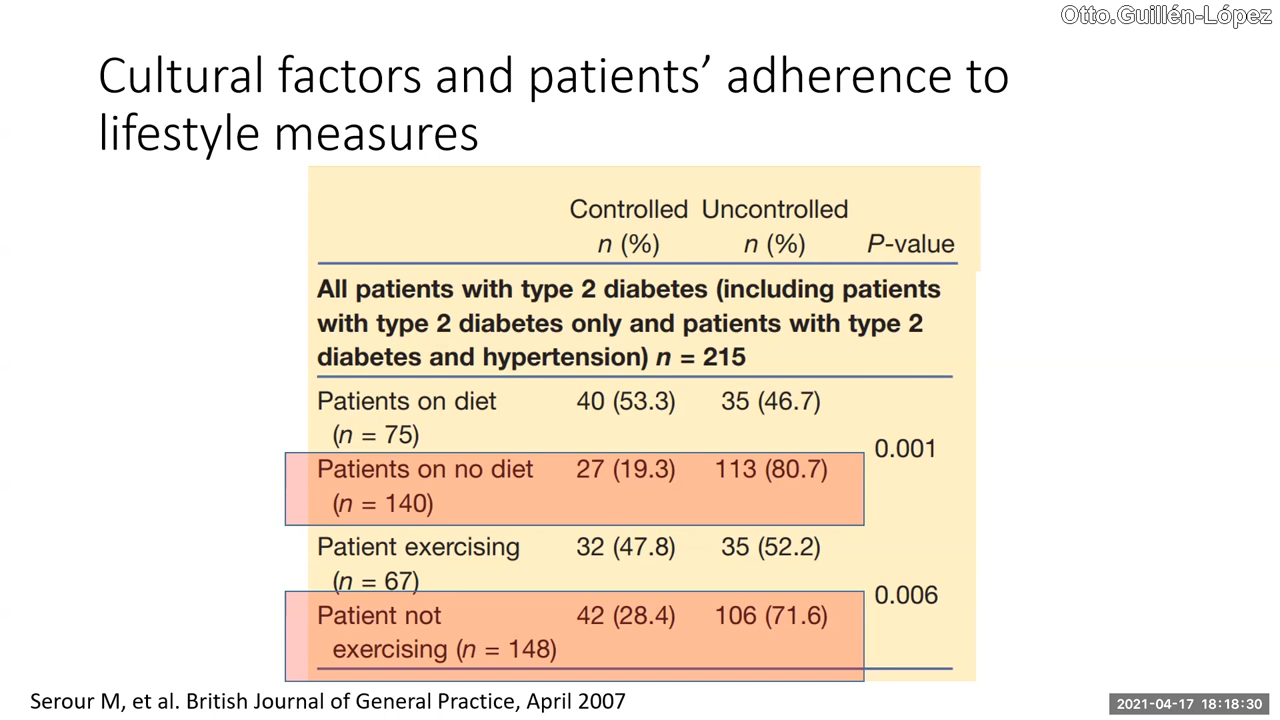 Otto.Guillén-López
Cultural factors and patients’ adherence to
lifestyle measures
Controlled Uncontrolled
n (%) n (%) P-value
All patients with type 2 diabetes (including patients
with type 2 diabetes only and patients with type 2
diabetes and hypertension) n = 215
Patients on diet 40 (53.3) 35 (46.7)
(n = 75)
0.001
Patients on no diet 27 (19.3) 113 (80.7)
(n = 140)
Patient exercising 32 (47.8) 35 (52.2)
(n = 67)
0.006
Patient not 42 (28.4) 106 (71.6)
exercising (n = 148)
Serour M, et al. British Journal of General Practice, April 2007
2021-04-17 18:18:30